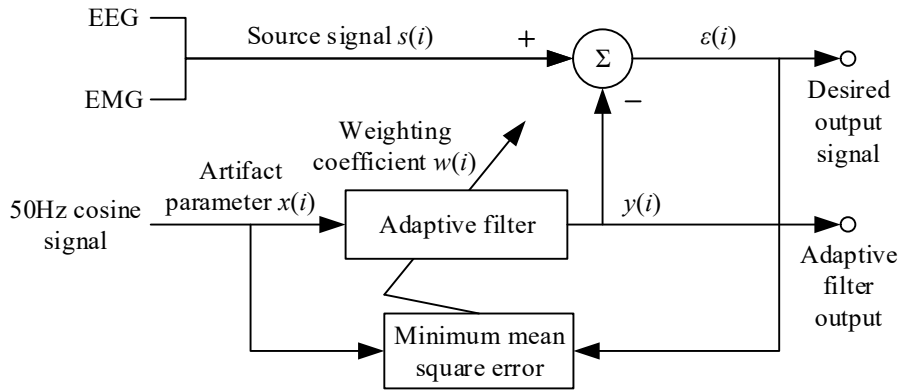 EEG
EMG
Source signal s(i)
+
Σ
ε(i)
−
Desired
output
signal
Weighting
coefficient w(i)
Artifact
parameter x(i)
50Hz cosine
signal
Adaptive filter
y(i)
Adaptive
filter
output
Minimum mean
square error